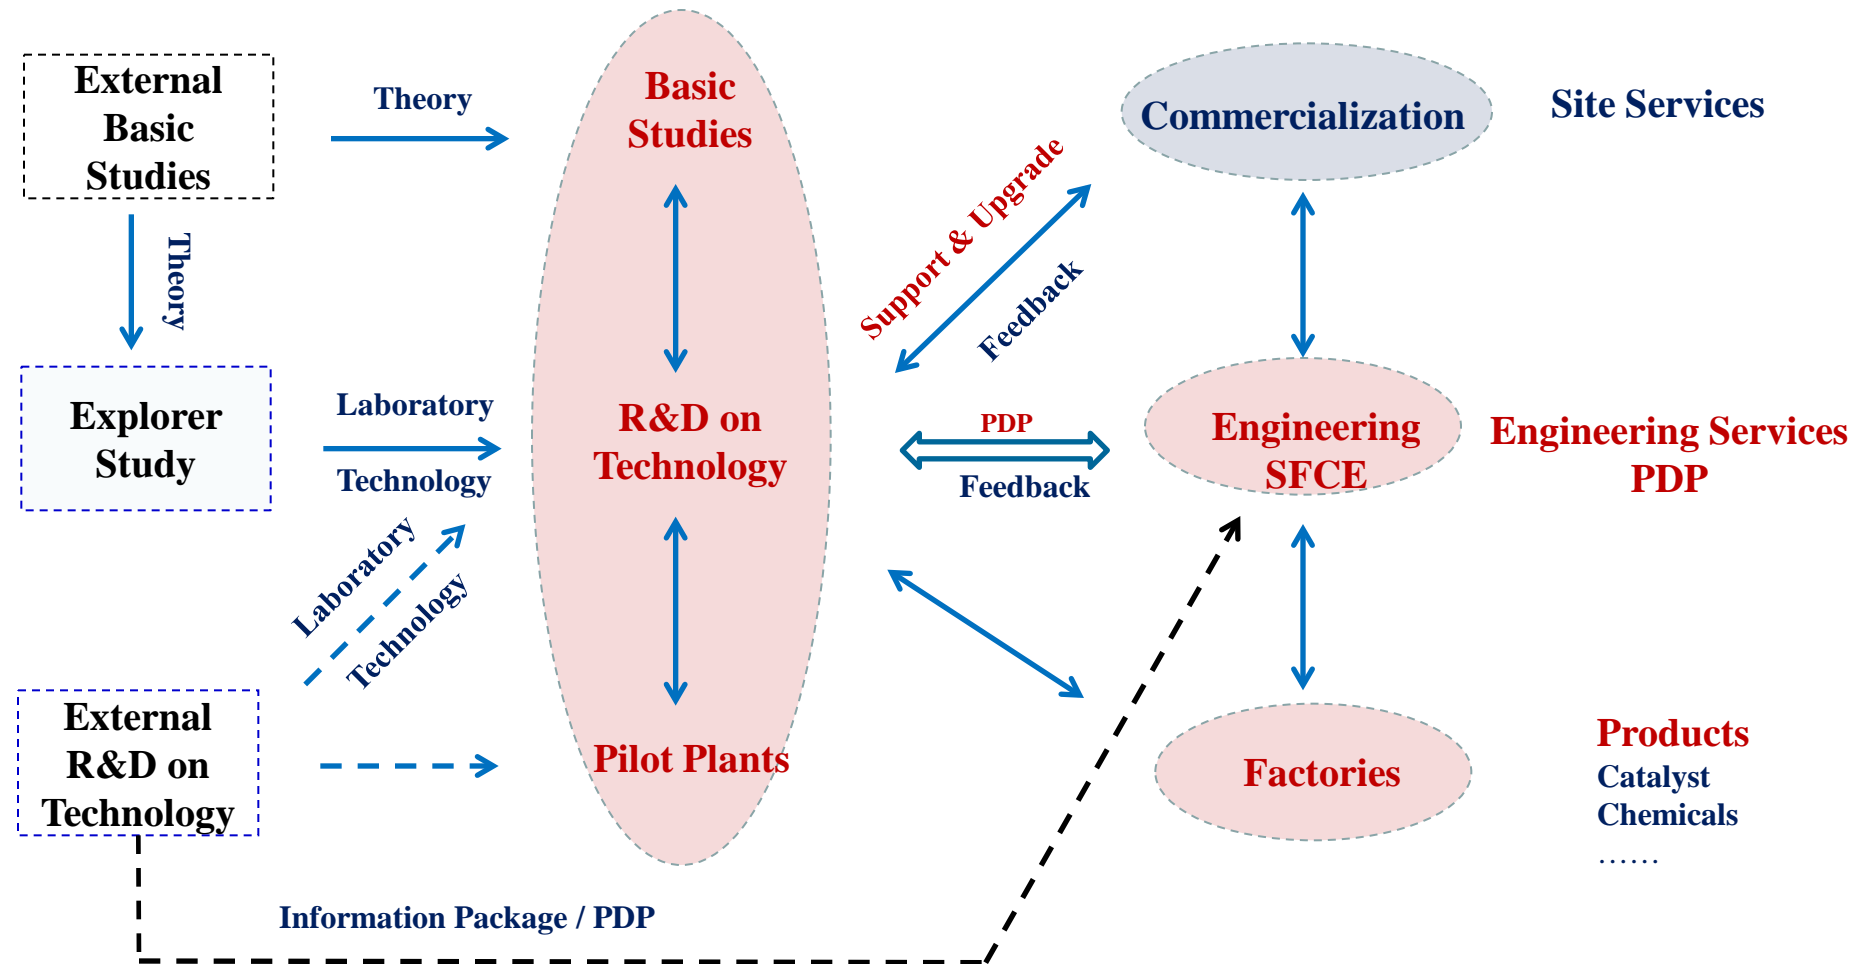 External
Basic
Studies
Theory
Basic
Studies
Commercialization
Site Services
Theory
Support & Upgrade
Feedback
Explorer
Study
Laboratory
Technology
R&D on
Technology
PDP
Feedback
Engineering
SFCE
Engineering Services
PDP
Laboratory
Technology
External
R&D on
Technology
Pilot Plants
Factories
Products
Catalyst
Chemicals
……
Information Package / PDP